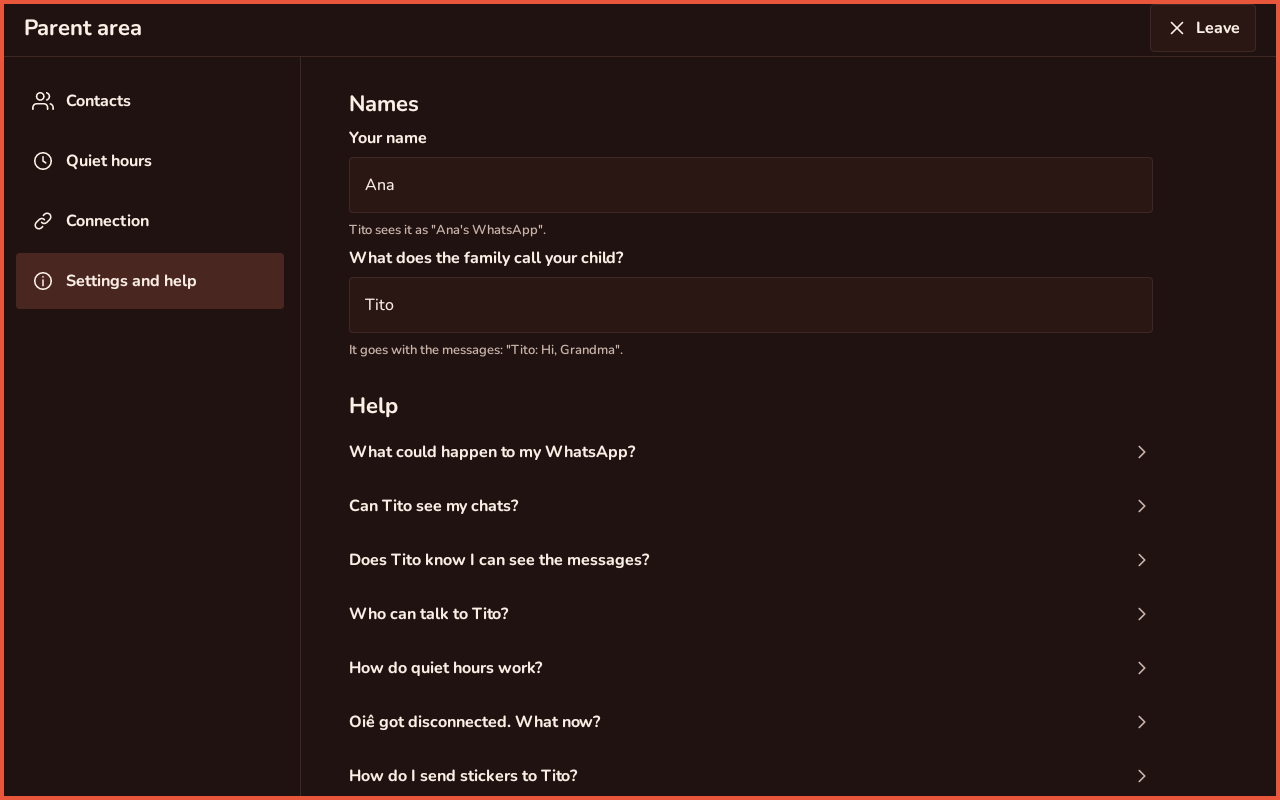 Parent area
Leave
Contacts
Quiet hours
Connection
Settings and help
Names
Your name
Ana
Tito sees it as "Ana's WhatsApp".
What does the family call your child?
Tito
It goes with the messages: "Tito: Hi, Grandma".
Help
What could happen to my WhatsApp?
Can Tito see my chats?
Does Tito know I can see the messages?
Who can talk to Tito?
How do quiet hours work?
Oiê got disconnected. What now?
How do I send stickers to Tito?